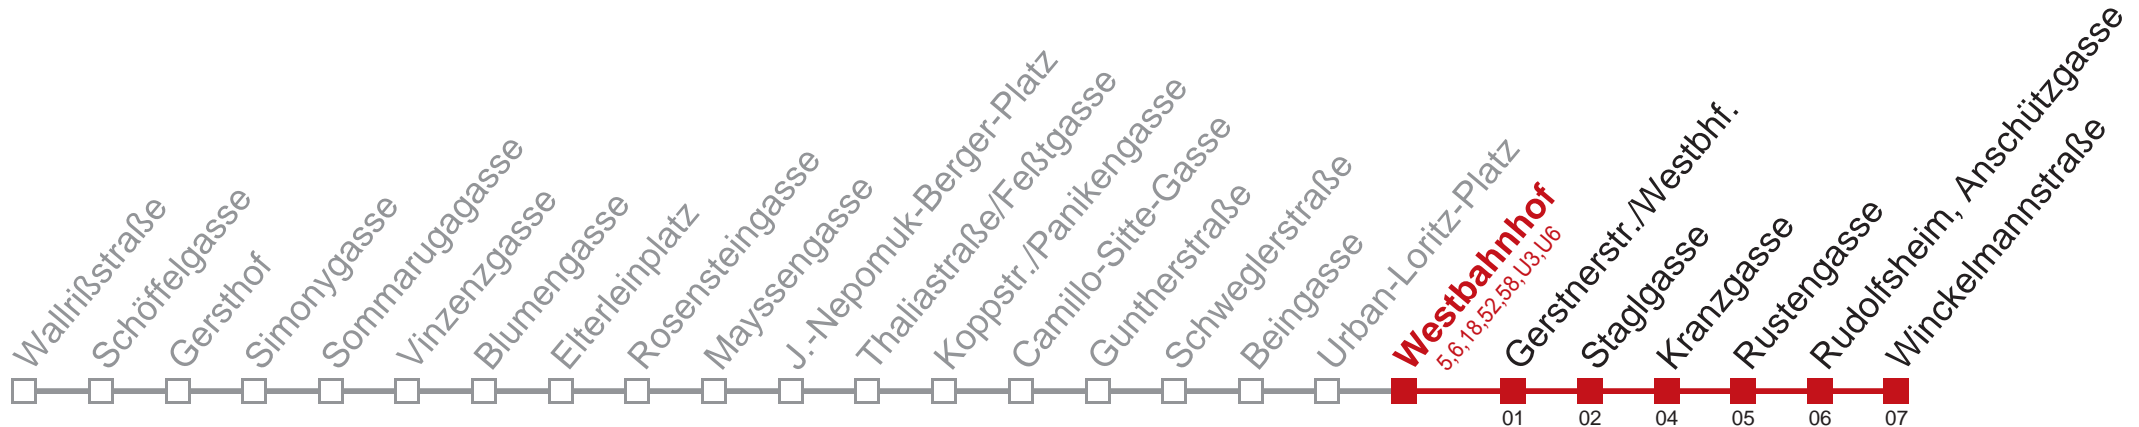 Wallrißstraße
Schöffelgasse
Gersthof
Simonygasse
Sommarugagasse
Vinzenzgasse
Blumengasse
Elterleinplatz
Rosensteingasse
Mayssengasse
J.-Nepomuk-Berger-Platz
Thaliastraße/Feßtgasse
Koppstr./Panikengasse
Camillo-Sitte-Gasse
Guntherstraße
Schweglerstraße
Beingasse
Urban-Loritz-Platz
Westbahnhof
5,6,18,52,58,U3,U6
Gerstnerstr./Westbhf.
Staglgasse
Kranzgasse
Rustengasse
Rudolfsheim, Anschützgasse
Winckelmannstraße
01 02 04 05 06 07